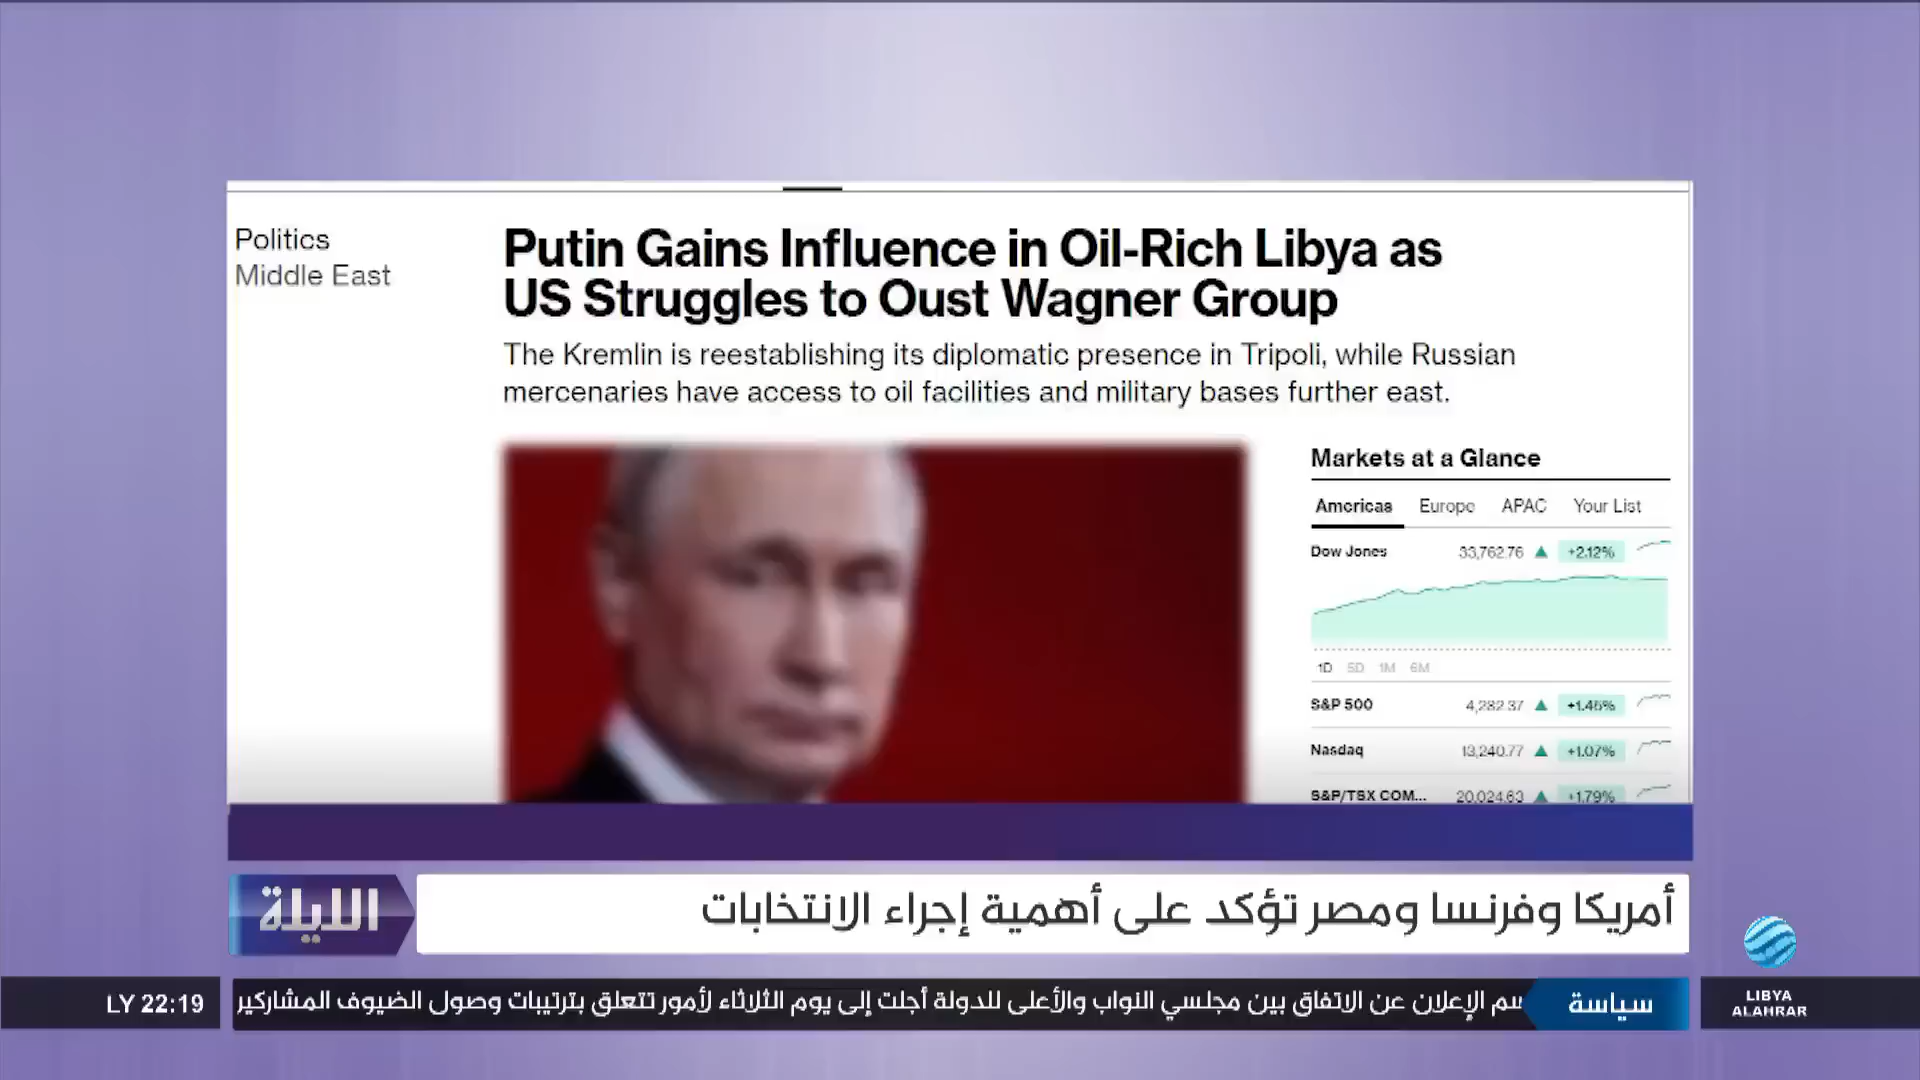 Politics
Middle East
Putin Gains Influence in Oil-Rich Libya as
US Struggles to Oust Wagner Group
The Kremlin is reestablishing its diplomatic presence in Tripoli, while Russian
mercenaries have access to oil facilities and military bases further east.
Markets at a Glance
Americas Europe APAC Your List
Dow Jones 33,762.76 ▲ +2.12%
1D 5D 1M 6M
S&P 500 4,282.37 ▲ +1.45%
Nasdaq 13,240.77 ▲ +1.07%
S&P/TSX COM... 20,024.63 ▲ +1.79%
الليلة
أمريكا وفرنسا ومصر تؤكد على أهمية إجراء الانتخابات
سياسة
سم الإعلان عن الاتفاق بين مجلسي النواب والأعلى للدولة أجلت إلى يوم الثلاثاء لأمور تتعلق بترتيبات وصول الضيوف المشاركير
LY 22:19
LIBYA
ALAHRAR